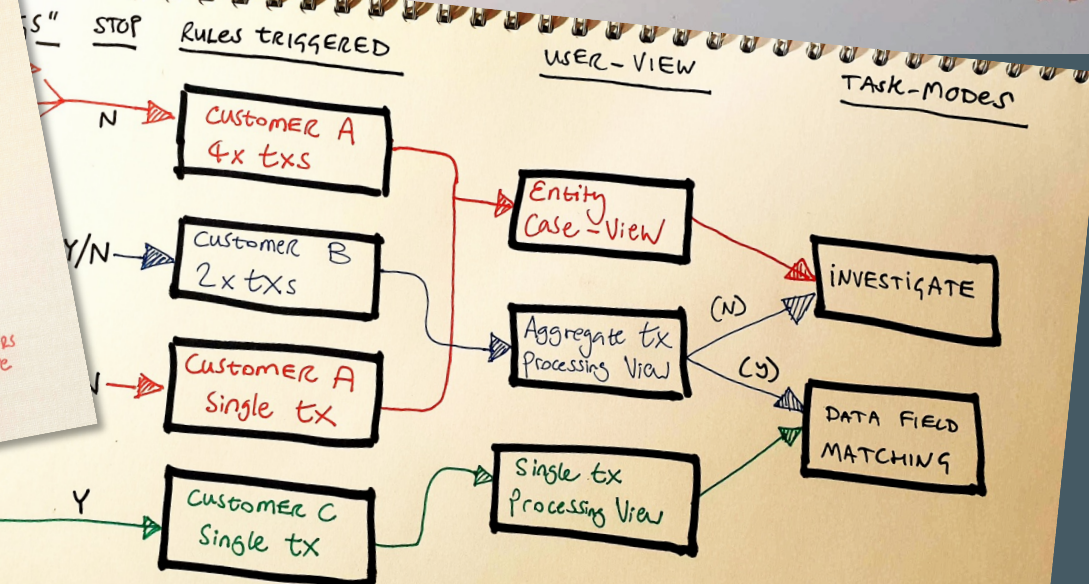 STOP
RULES TRIGGERED
USER-VIEW
TASK-MODES
N
CUSTOMER A
4x txs
Entity
Case-View
Y/N
Customer B
2x txs
INVESTIGATE
(N)
Aggregate tx
Processing View
(Y)
CUSTOMER A
Single tx
DATA FIELD
MATCHING
Y
CUSTOMER C
Single tx
Single tx
Processing View